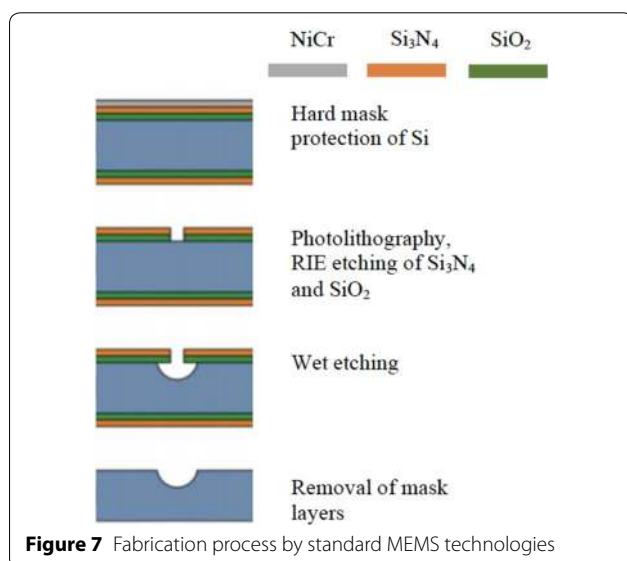 NiCr Si₃N₄ SiO₂
Hard mask
protection of Si
Photolithography,
RIE etching of Si₃N₄
and SiO₂
Wet etching
Removal of mask
layers
Figure 7 Fabrication process by standard MEMS technologies